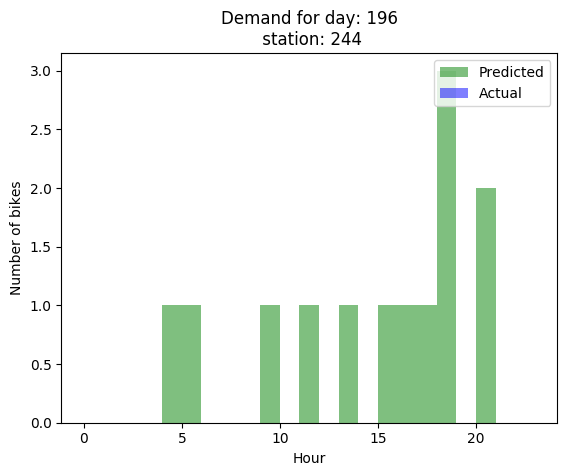 Demand for day: 196
station: 244
Predicted
Actual
3.0
2.5
2.0
1.5
1.0
0.5
0.0
Number of bikes
0
5
10
15
20
Hour